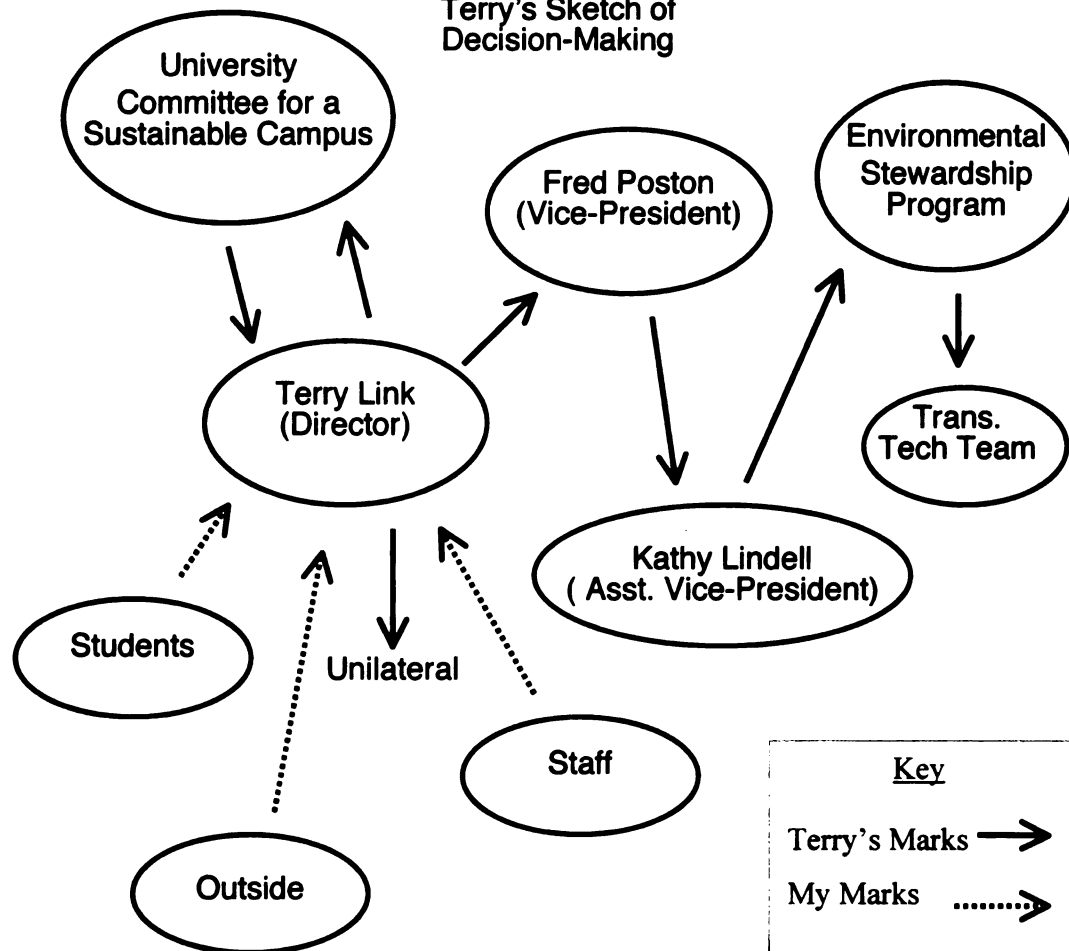 Terry's Sketch of
Decision-Making
University
Committee for a
Sustainable Campus
Fred Poston
(Vice-President)
Environmental
Stewardship
Program
Terry Link
(Director)
Trans.
Tech Team
Kathy Lindell
( Asst. Vice-President)
Students
Unilateral
Staff
Outside
Key
Terry's Marks
My Marks